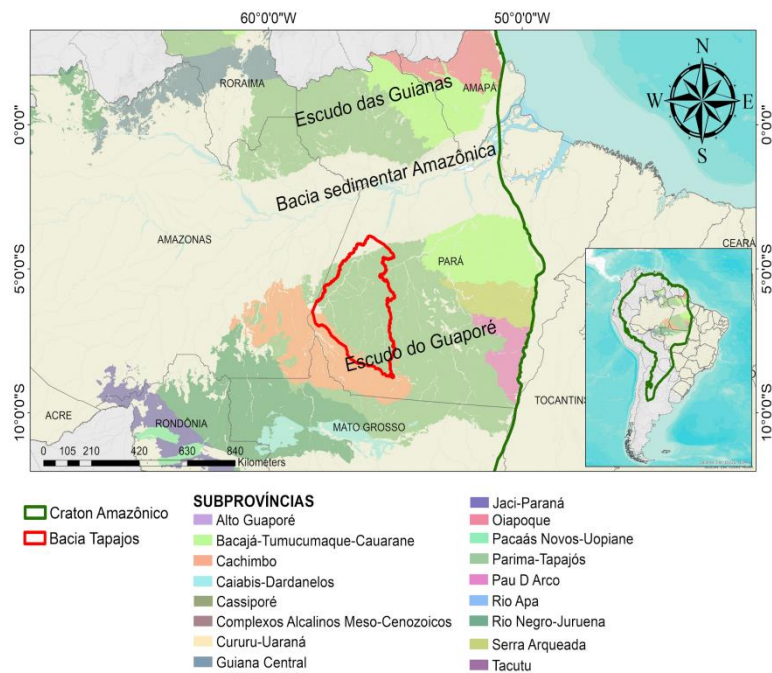 60°0'0"W 50°0'0"W
N
W E
S
0°0'0" 0°0'0"
5°0'0"S 5°0'0"S
10°0'0"S 10°0'0"S
RORAIMA
AMAPÁ
Escudo das Guianas
Bacia sedimentar Amazônica
AMAZONAS
PARÁ
CEARÁ
Escudo do Guaporé
ACRE
RONDÔNIA
MATO GROSSO
TOCANTINS
0 105 210 420 630 840
Kilometers
Craton Amazônico
Bacia Tapajos
SUBPROVÍNCIAS
Alto Guaporé
Bacajá-Tumucumaque-Cauarane
Cachimbo
Caiabis-Dardanelos
Cassiporé
Complexos Alcalinos Meso-Cenozoicos
Cururu-Uaraná
Guiana Central
Jaci-Paraná
Oiapoque
Pacaás Novos-Uopiane
Parima-Tapajós
Pau D Arco
Rio Apa
Rio Negro-Juruena
Serra Arqueada
Tacutu